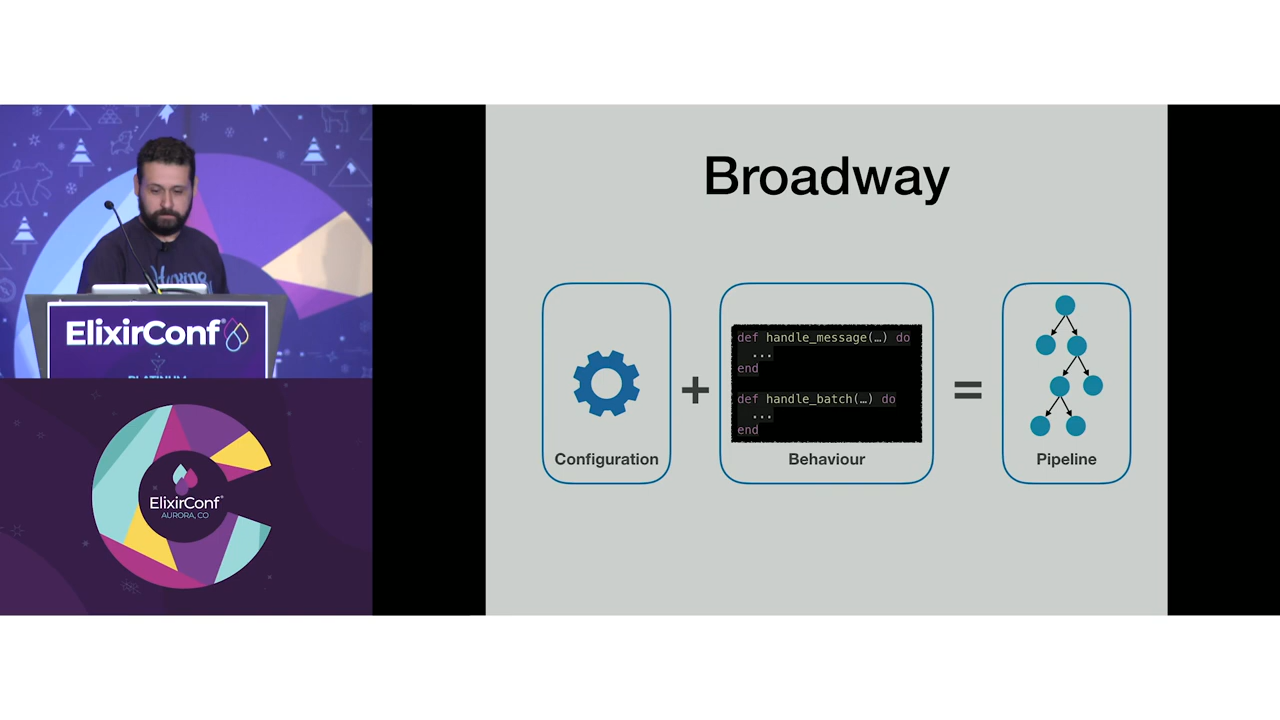 Broadway
def handle_message(…) do
...
end
def handle_batch(…) do
...
end
Configuration
+
Behaviour
=
Pipeline
ElixirConf
ElixirConf
AURORA, CO